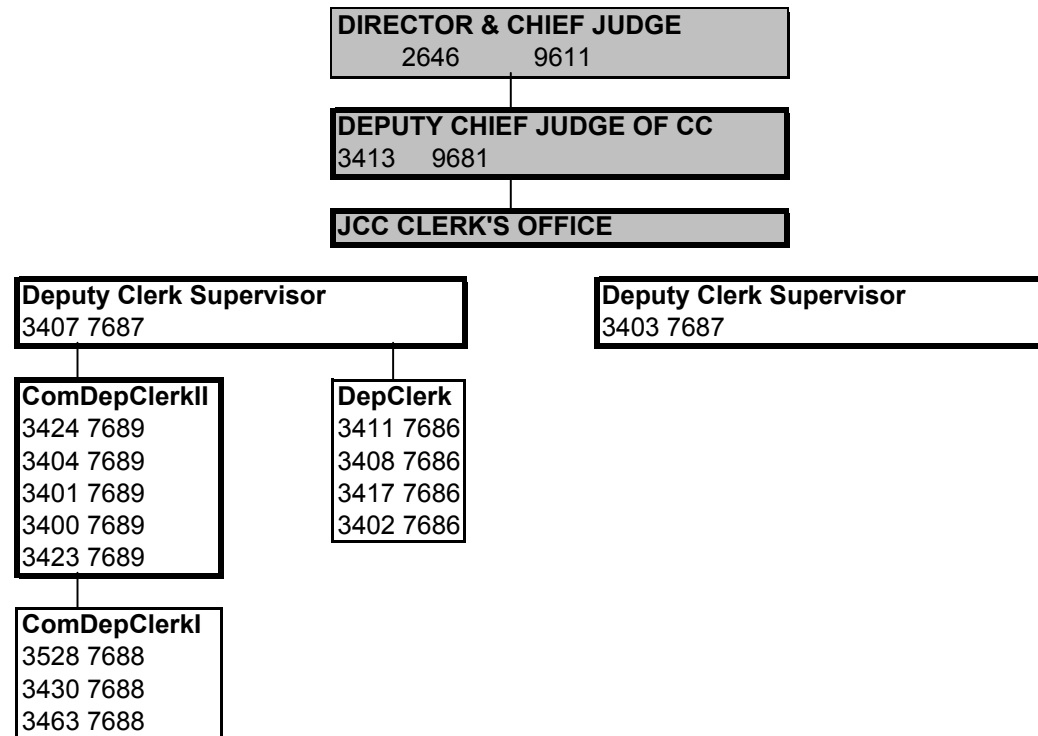 DIRECTOR & CHIEF JUDGE
2646 9611
DEPUTY CHIEF JUDGE OF CC
3413 9681
JCC CLERK'S OFFICE
Deputy Clerk Supervisor
3407 7687
Deputy Clerk Supervisor
3403 7687
ComDepClerkII
3424 7689
3404 7689
3401 7689
3400 7689
3423 7689
DepClerk
3411 7686
3408 7686
3417 7686
3402 7686
ComDepClerkI
3528 7688
3430 7688
3463 7688